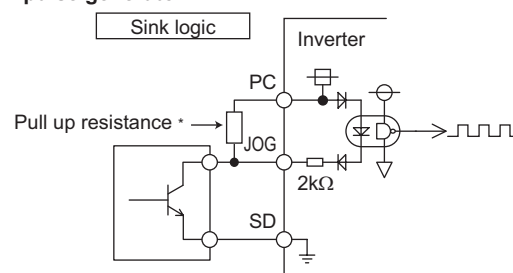 Sink logic
Inverter
PC
Pull up resistance *
JOG
2kΩ
SD